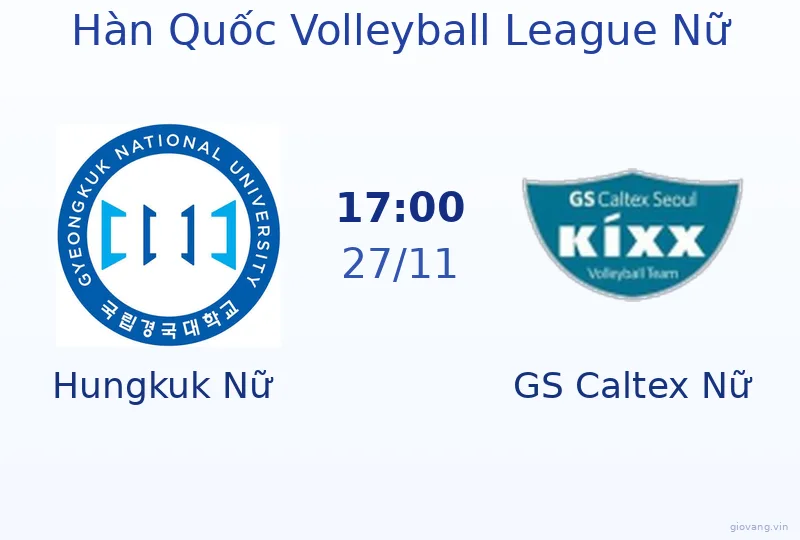 Hàn Quốc Volleyball League Nữ
GYEONGKUK NATIONAL UNIVERSITY
국립경국대학교
17:00
27/11
GS Caltex Seoul
KÍXX
Volleyball Team
Hungkuk Nữ
GS Caltex Nữ
giovang.vin